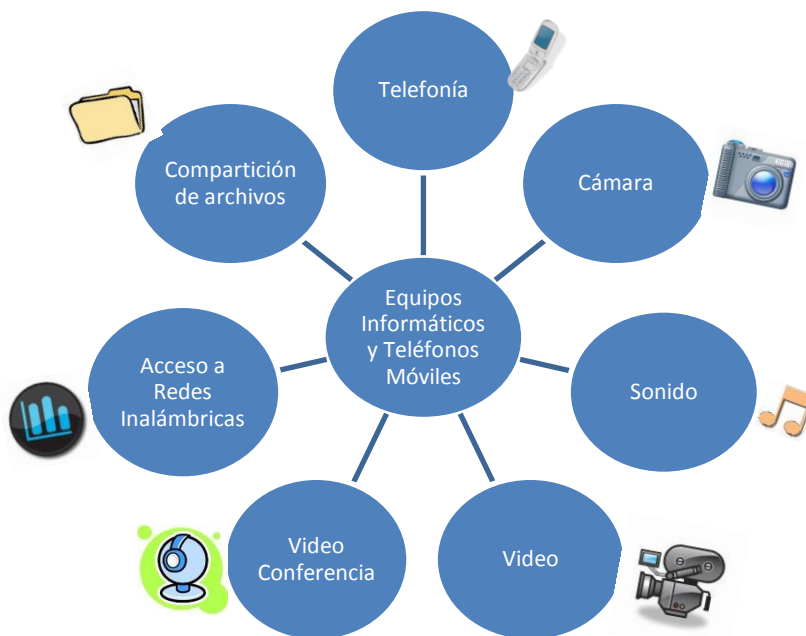 Telefonía
Cámara
Sonido
Video
Video
Conferencia
Acceso a
Redes
Inalámbricas
Compartición
de archivos
Equipos
Informáticos
y Teléfonos
Móviles